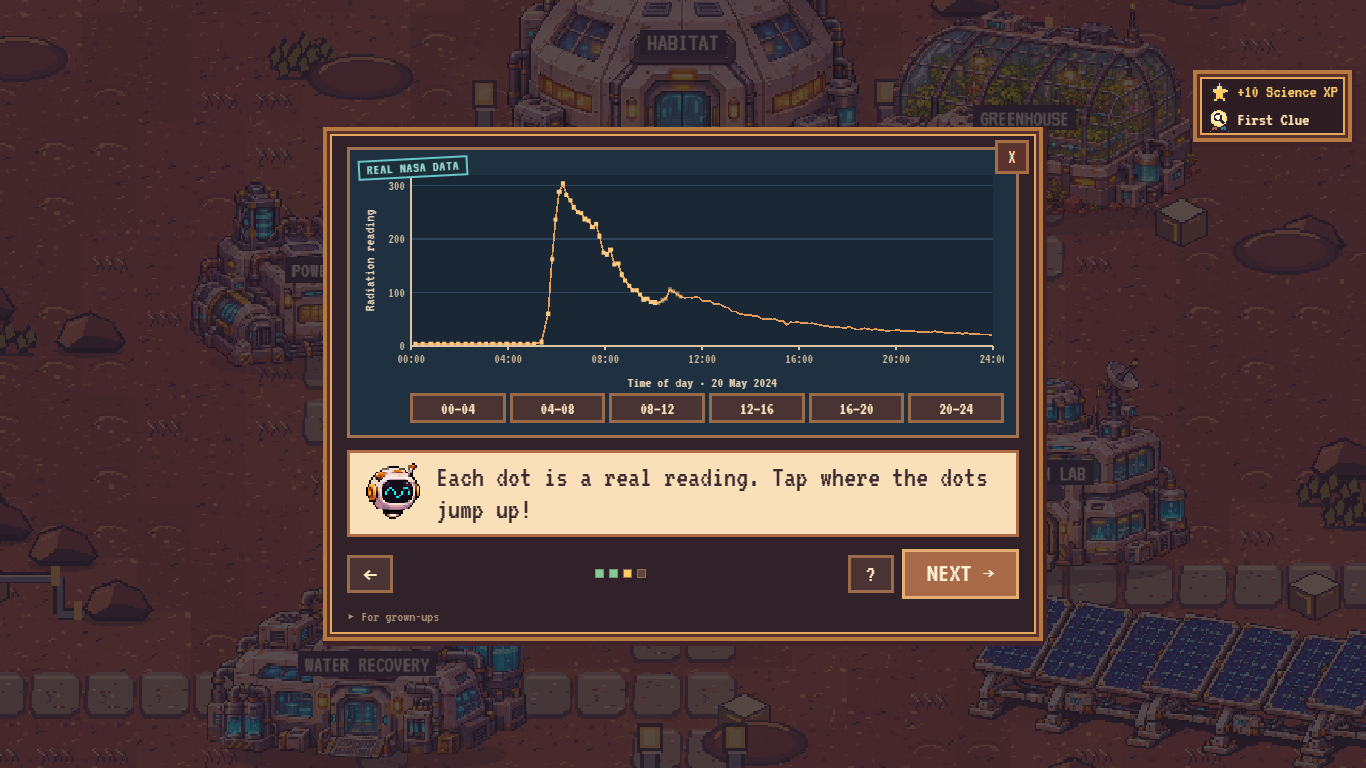 HABITAT
GREENHOUSE
+10 Science XP
First Clue
X
REAL NASA DATA
Radiation reading
300
200
100
0
00:00 04:00 08:00 12:00 16:00 20:00 24:00
Time of day · 20 May 2024
00–04 04–08 08–12 12–16 16–20 20–24
Each dot is a real reading. Tap where the dots
jump up!
← ? NEXT →
▸ For grown-ups
POWE
LAB
WATER RECOVERY